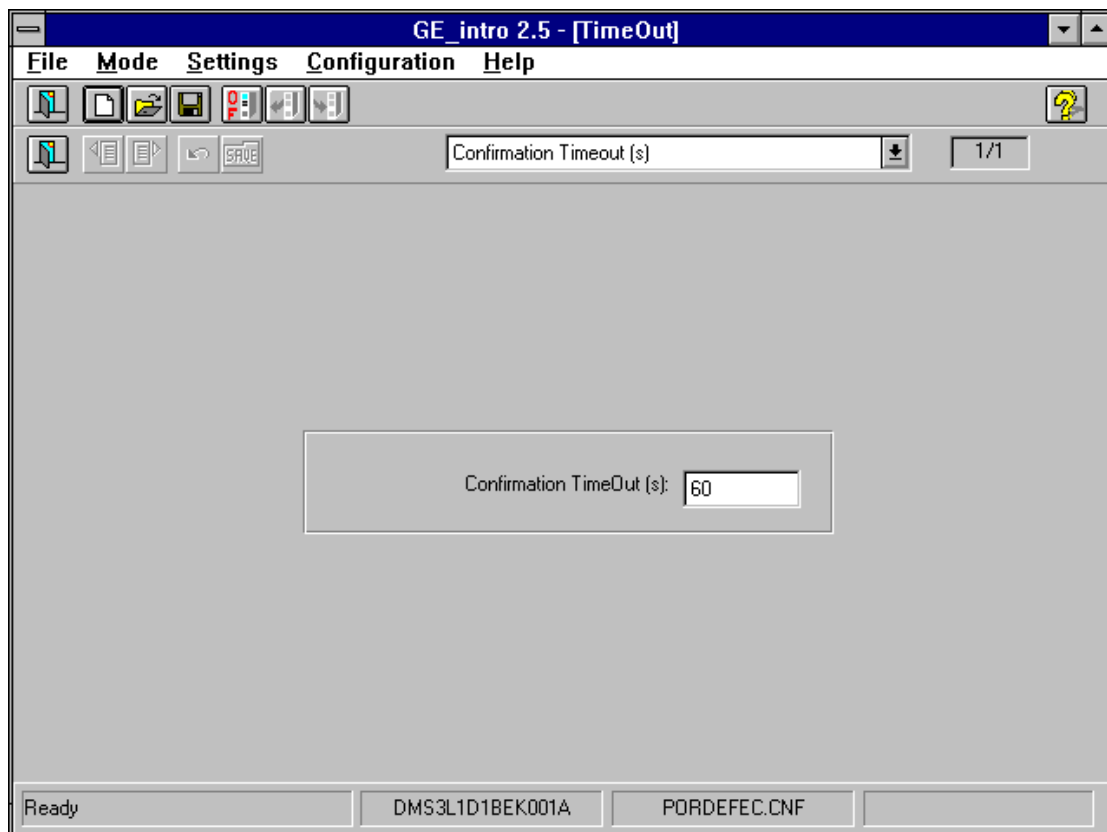 GE_intro 2.5 - [TimeOut]
File Mode Settings Configuration Help
O F
SAVE Confirmation Timeout (s) 1/1
Confirmation TimeOut (s): 60
Ready DMS3L1D1BEK001A PORDEFEC.CNF